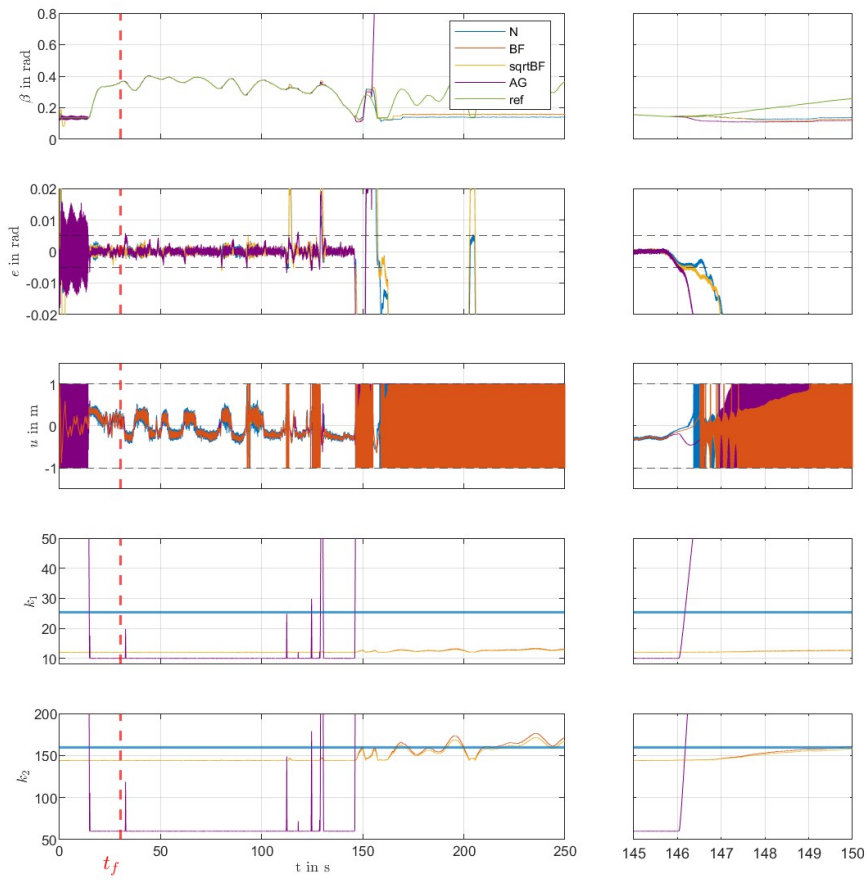 0.8
0.6
0.4
0.2
0
β in rad
N
BF
sqrtBF
AG
ref
0.02
0.01
0
-0.01
-0.02
e in rad
1
0
-1
u in m
50
40
30
20
10
k₁
200
150
100
50
k₂
0 50 100 150 200 250
t_f
t in s
145 146 147 148 149 150